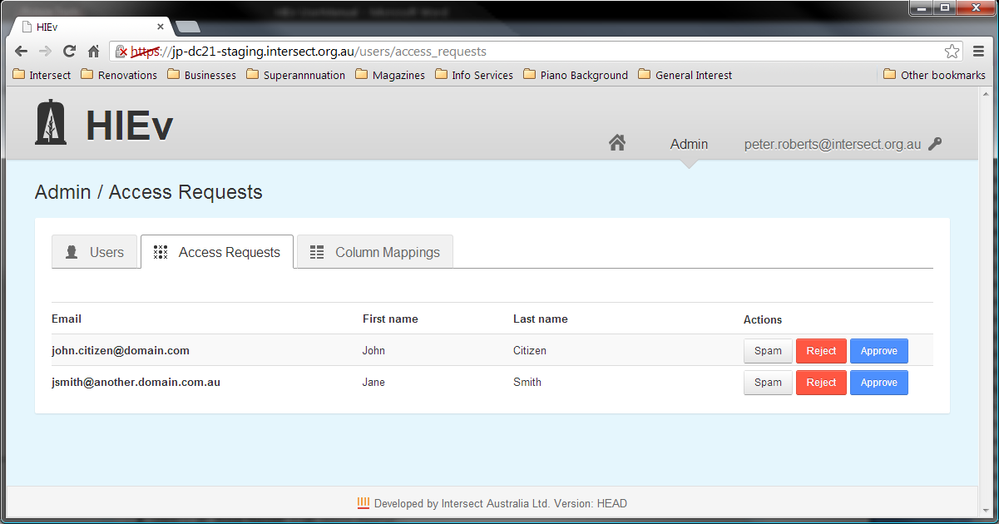 HIEv
https://jp-dc21-staging.intersect.org.au/users/access_requests
Intersect Renovations Businesses Superannnuation Magazines Info Services Piano Background General Interest Other bookmarks
HIEv
Admin peter.roberts@intersect.org.au
Admin / Access Requests
Users Access Requests Column Mappings
Email First name Last name Actions
john.citizen@domain.com John Citizen Spam Reject Approve
jsmith@another.domain.com.au Jane Smith Spam Reject Approve
Developed by Intersect Australia Ltd. Version: HEAD